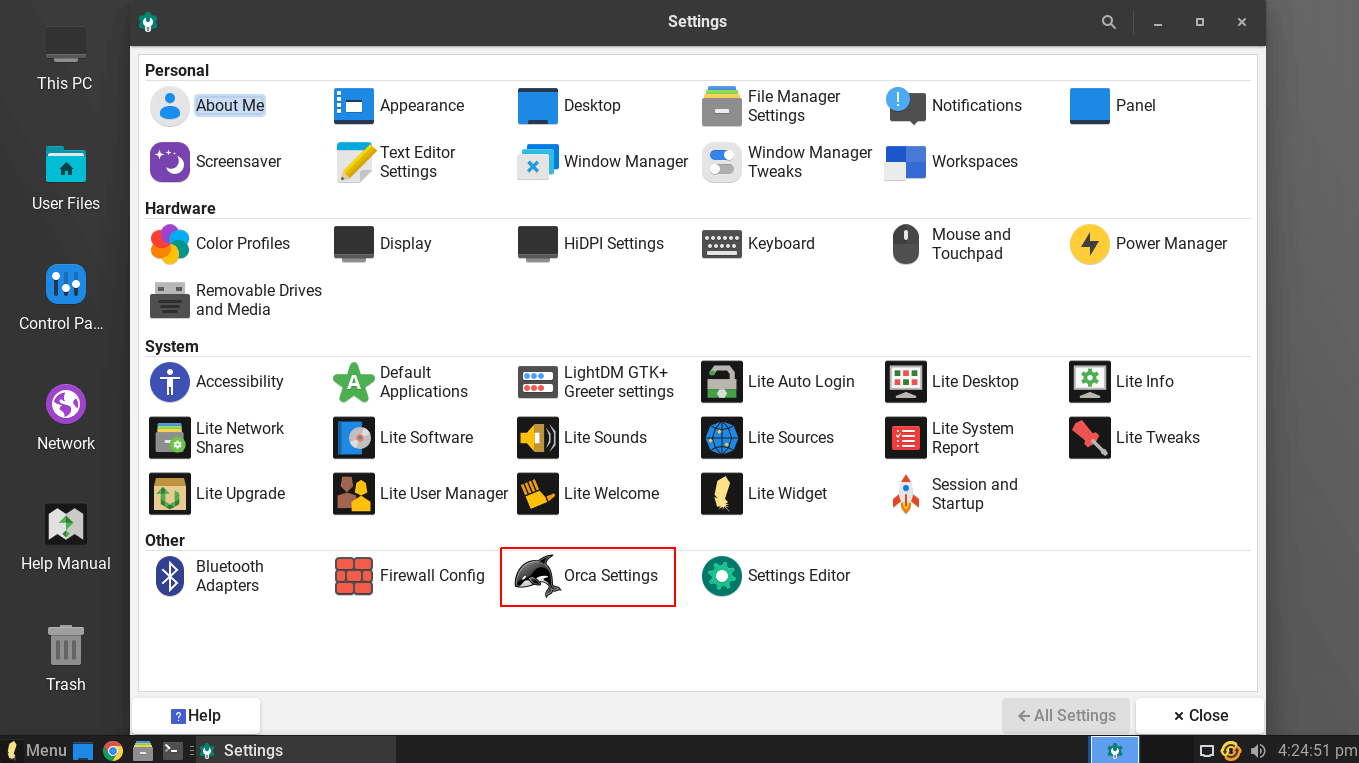 Settings
This PC
User Files
Control Pa...
Network
Help Manual
Trash
Personal
About Me
Appearance
Desktop
File Manager
Settings
Notifications
Panel
Screensaver
Text Editor
Settings
Window Manager
Window Manager
Tweaks
Workspaces
Hardware
Color Profiles
Display
HiDPI Settings
Keyboard
Mouse and
Touchpad
Power Manager
Removable Drives
and Media
System
Accessibility
Default
Applications
LightDM GTK+
Greeter settings
Lite Auto Login
Lite Desktop
Lite Info
Lite Network
Shares
Lite Software
Lite Sounds
Lite Sources
Lite System
Report
Lite Tweaks
Lite Upgrade
Lite User Manager
Lite Welcome
Lite Widget
Session and
Startup
Other
Bluetooth
Adapters
Firewall Config
Orca Settings
Settings Editor
Help
All Settings
Close
Menu
Settings
4:24:51 pm